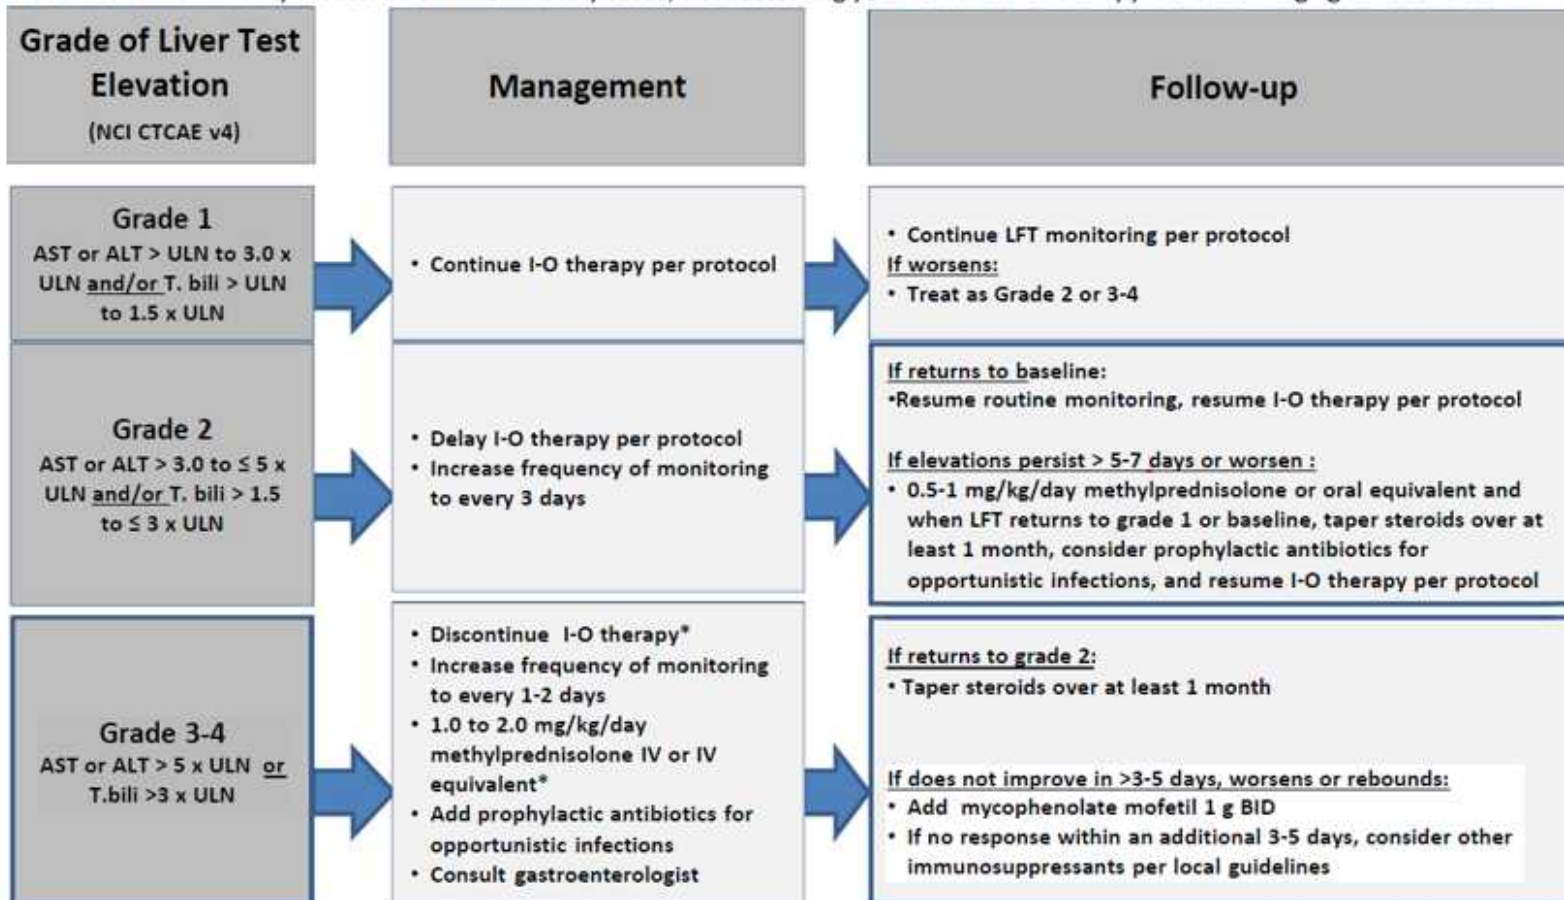 Grade of Liver Test
Elevation
(NCI CTCAE v4)
Management
Follow-up
Grade 1
AST or ALT > ULN to 3.0 x
ULN and/or T. bili > ULN
to 1.5 x ULN
• Continue I-O therapy per protocol
• Continue LFT monitoring per protocol
If worsens:
• Treat as Grade 2 or 3-4
Grade 2
AST or ALT > 3.0 to ≤ 5 x
ULN and/or T. bili > 1.5
to ≤ 3 x ULN
• Delay I-O therapy per protocol
• Increase frequency of monitoring
to every 3 days
If returns to baseline:
•Resume routine monitoring, resume I-O therapy per protocol
If elevations persist > 5-7 days or worsen :
• 0.5-1 mg/kg/day methylprednisolone or oral equivalent and
when LFT returns to grade 1 or baseline, taper steroids over at
least 1 month, consider prophylactic antibiotics for
opportunistic infections, and resume I-O therapy per protocol
Grade 3-4
AST or ALT > 5 x ULN or
T.bili >3 x ULN
• Discontinue I-O therapy*
• Increase frequency of monitoring
to every 1-2 days
• 1.0 to 2.0 mg/kg/day
methylprednisolone IV or IV
equivalent*
• Add prophylactic antibiotics for
opportunistic infections
• Consult gastroenterologist
If returns to grade 2:
• Taper steroids over at least 1 month
If does not improve in >3-5 days, worsens or rebounds:
• Add mycophenolate mofetil 1 g BID
• If no response within an additional 3-5 days, consider other
immunosuppressants per local guidelines